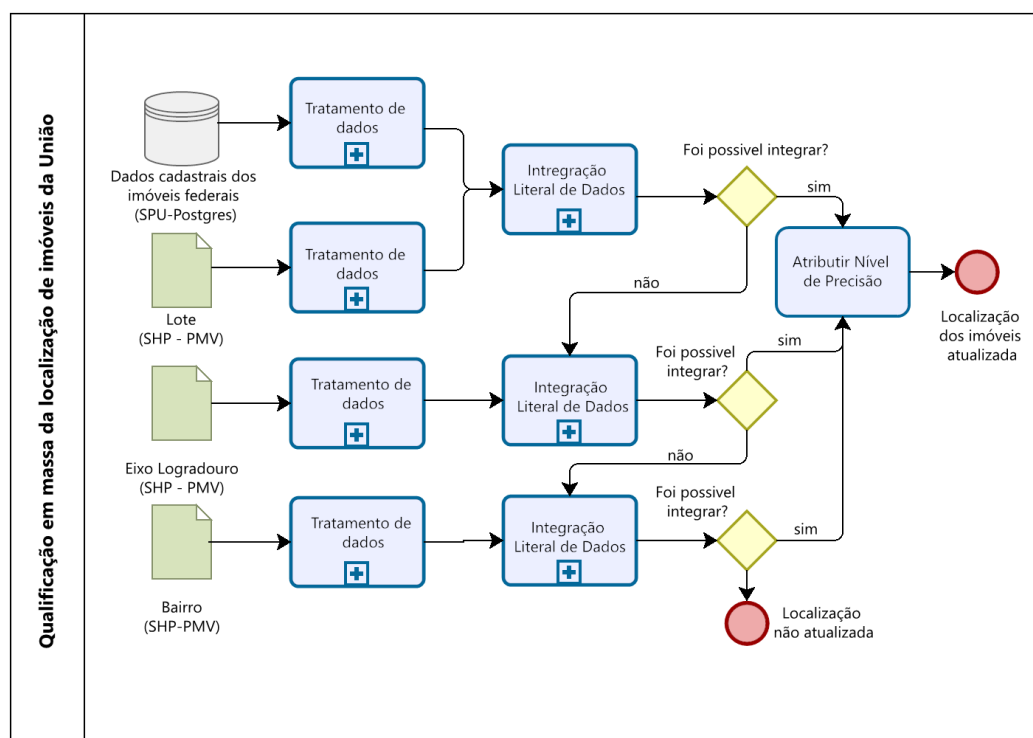 Qualificação em massa da localização de imóveis da União
Dados cadastrais dos
imóveis federais
(SPU-Postgres)
Tratamento de
dados
Lote
(SHP - PMV)
Tratamento de
dados
Intregração
Literal de Dados
Foi possivel integrar?
sim
não
Atributir Nível
de Precisão
Localização
dos imóveis
atualizada
Eixo Logradouro
(SHP - PMV)
Tratamento de
dados
Integração
Literal de Dados
Foi possivel
integrar?
sim
não
Bairro
(SHP-PMV)
Tratamento de
dados
Integração
Literal de Dados
Foi possivel
integrar?
sim
Localização
não atualizada